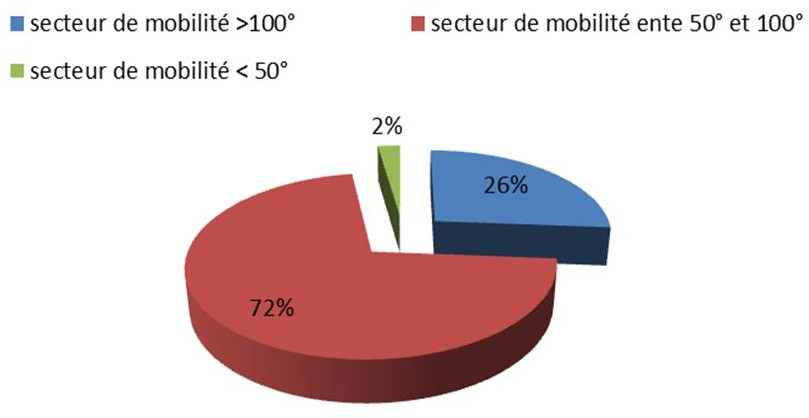 secteur de mobilité >100° secteur de mobilité ente 50° et 100°
secteur de mobilité < 50°
2%
26%
72%